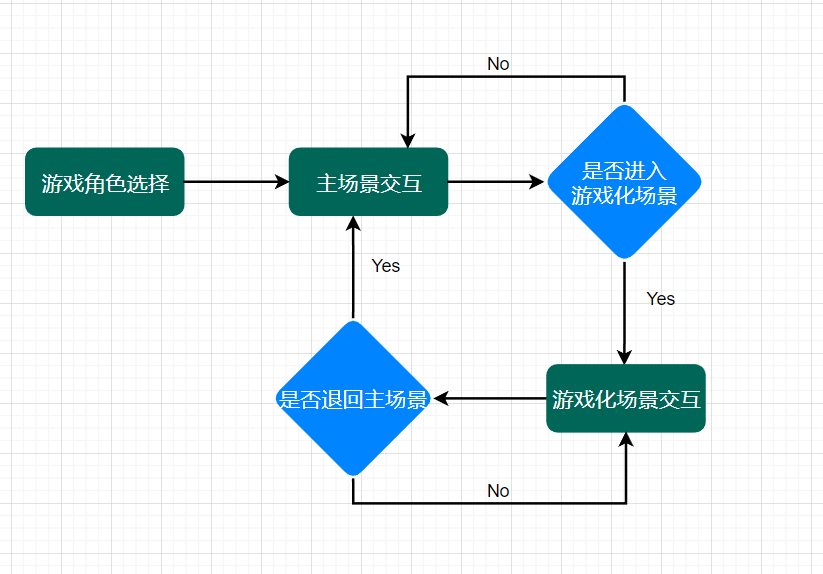 No
游戏角色选择
主场景交互
是否进入
游戏化场景
Yes
Yes
是否退回主场景
游戏化场景交互
No